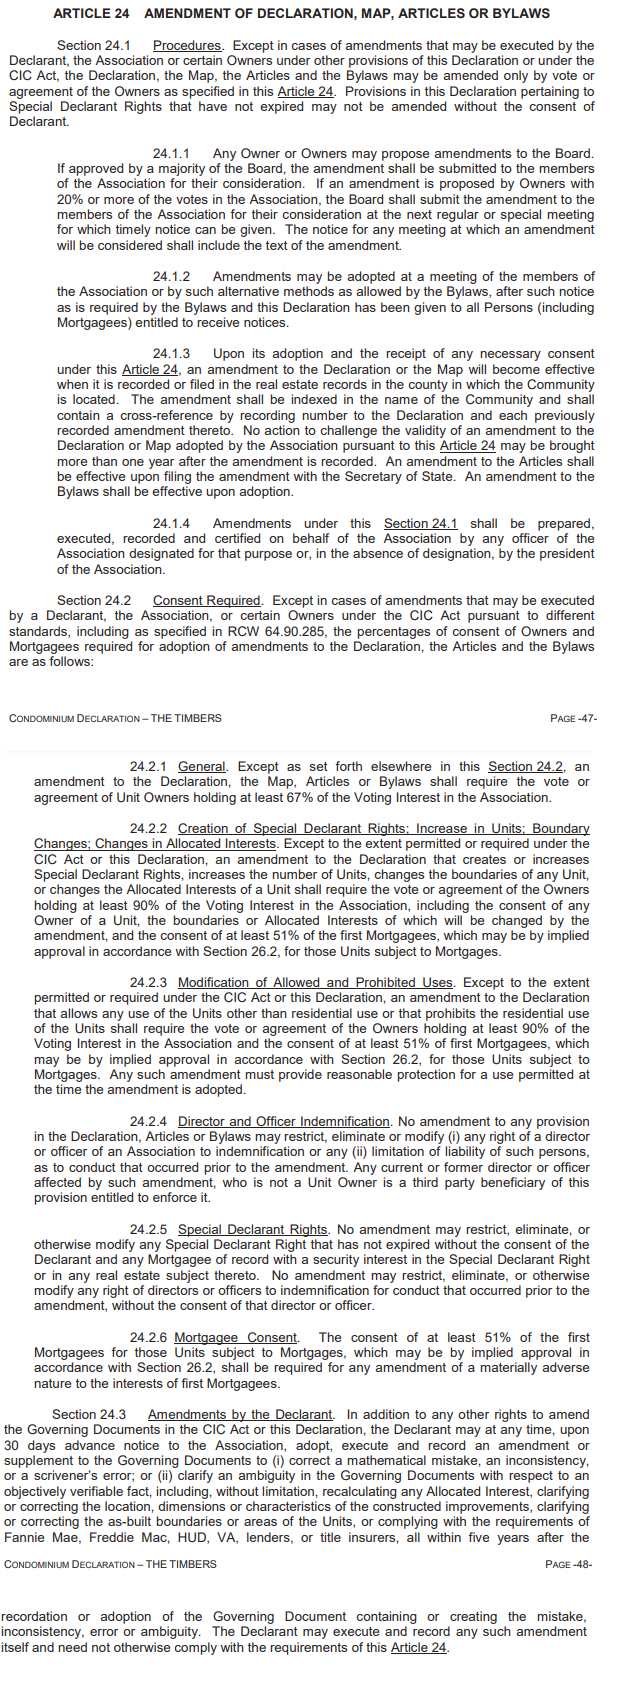 ARTICLE 24 AMENDMENT OF DECLARATION, MAP, ARTICLES OR BYLAWS
Section 24.1 Procedures. Except in cases of amendments that may be executed by the
Declarant, the Association or certain Owners under other provisions of this Declaration or under the
CIC Act, the Declaration, the Map, the Articles and the Bylaws may be amended only by vote or
agreement of the Owners as specified in this Article 24. Provisions in this Declaration pertaining to
Special Declarant Rights that have not expired may not be amended without the consent of
Declarant.
24.1.1 Any Owner or Owners may propose amendments to the Board.
If approved by a majority of the Board, the amendment shall be submitted to the members
of the Association for their consideration. If an amendment is proposed by Owners with
20% or more of the votes in the Association, the Board shall submit the amendment to the
members of the Association for their consideration at the next regular or special meeting
for which timely notice can be given. The notice for any meeting at which an amendment
will be considered shall include the text of the amendment.
24.1.2 Amendments may be adopted at a meeting of the members of
the Association or by such alternative methods as allowed by the Bylaws, after such notice
as is required by the Bylaws and this Declaration has been given to all Persons (including
Mortgagees) entitled to receive notices.
24.1.3 Upon its adoption and the receipt of any necessary consent
under this Article 24, an amendment to the Declaration or the Map will become effective
when it is recorded or filed in the real estate records in the county in which the Community
is located. The amendment shall be indexed in the name of the Community and shall
contain a cross-reference by recording number to the Declaration and each previously
recorded amendment thereto. No action to challenge the validity of an amendment to the
Declaration or Map adopted by the Association pursuant to this Article 24 may be brought
more than one year after the amendment is recorded. An amendment to the Articles shall
be effective upon filing the amendment with the Secretary of State. An amendment to the
Bylaws shall be effective upon adoption.
24.1.4 Amendments under this Section 24.1 shall be prepared,
executed, recorded and certified on behalf of the Association by any officer of the
Association designated for that purpose or, in the absence of designation, by the president
of the Association.
Section 24.2 Consent Required. Except in cases of amendments that may be executed
by a Declarant, the Association, or certain Owners under the CIC Act pursuant to different
standards, including as specified in RCW 64.90.285, the percentages of consent of Owners and
Mortgagees required for adoption of amendments to the Declaration, the Articles and the Bylaws
are as follows:
CONDOMINIUM DECLARATION – THE TIMBERS PAGE -47-
24.2.1 General. Except as set forth elsewhere in this Section 24.2, an
amendment to the Declaration, the Map, Articles or Bylaws shall require the vote or
agreement of Unit Owners holding at least 67% of the Voting Interest in the Association.
24.2.2 Creation of Special Declarant Rights; Increase in Units; Boundary
Changes; Changes in Allocated Interests. Except to the extent permitted or required under the
CIC Act or this Declaration, an amendment to the Declaration that creates or increases
Special Declarant Rights, increases the number of Units, changes the boundaries of any Unit,
or changes the Allocated Interests of a Unit shall require the vote or agreement of the Owners
holding at least 90% of the Voting Interest in the Association, including the consent of any
Owner of a Unit, the boundaries or Allocated Interests of which will be changed by the
amendment, and the consent of at least 51% of the first Mortgagees, which may be by implied
approval in accordance with Section 26.2, for those Units subject to Mortgages.
24.2.3 Modification of Allowed and Prohibited Uses. Except to the extent
permitted or required under the CIC Act or this Declaration, an amendment to the Declaration
that allows any use of the Units other than residential use or that prohibits the residential use
of the Units shall require the vote or agreement of the Owners holding at least 90% of the
Voting Interest in the Association and the consent of at least 51% of first Mortgagees, which
may be by implied approval in accordance with Section 26.2, for those Units subject to
Mortgages. Any such amendment must provide reasonable protection for a use permitted at
the time the amendment is adopted.
24.2.4 Director and Officer Indemnification. No amendment to any provision
in the Declaration, Articles or Bylaws may restrict, eliminate or modify (i) any right of a director
or officer of an Association to indemnification or any (ii) limitation of liability of such persons,
as to conduct that occurred prior to the amendment. Any current or former director or officer
affected by such amendment, who is not a Unit Owner is a third party beneficiary of this
provision entitled to enforce it.
24.2.5 Special Declarant Rights. No amendment may restrict, eliminate, or
otherwise modify any Special Declarant Right that has not expired without the consent of the
Declarant and any Mortgagee of record with a security interest in the Special Declarant Right
or in any real estate subject thereto. No amendment may restrict, eliminate, or otherwise
modify any right of directors or officers to indemnification for conduct that occurred prior to the
amendment, without the consent of that director or officer.
24.2.6 Mortgagee Consent. The consent of at least 51% of the first
Mortgagees for those Units subject to Mortgages, which may be by implied approval in
accordance with Section 26.2, shall be required for any amendment of a materially adverse
nature to the interests of first Mortgagees.
Section 24.3 Amendments by the Declarant. In addition to any other rights to amend
the Governing Documents in the CIC Act or this Declaration, the Declarant may at any time, upon
30 days advance notice to the Association, adopt, execute and record an amendment or
supplement to the Governing Documents to (i) correct a mathematical mistake, an inconsistency,
or a scrivener's error; or (ii) clarify an ambiguity in the Governing Documents with respect to an
objectively verifiable fact, including, without limitation, recalculating any Allocated Interest, clarifying
or correcting the location, dimensions or characteristics of the constructed improvements, clarifying
or correcting the as-built boundaries or areas of the Units, or complying with the requirements of
Fannie Mae, Freddie Mac, HUD, VA, lenders, or title insurers, all within five years after the
CONDOMINIUM DECLARATION – THE TIMBERS PAGE -48-
recordation or adoption of the Governing Document containing or creating the mistake,
inconsistency, error or ambiguity. The Declarant may execute and record any such amendment
itself and need not otherwise comply with the requirements of this Article 24.